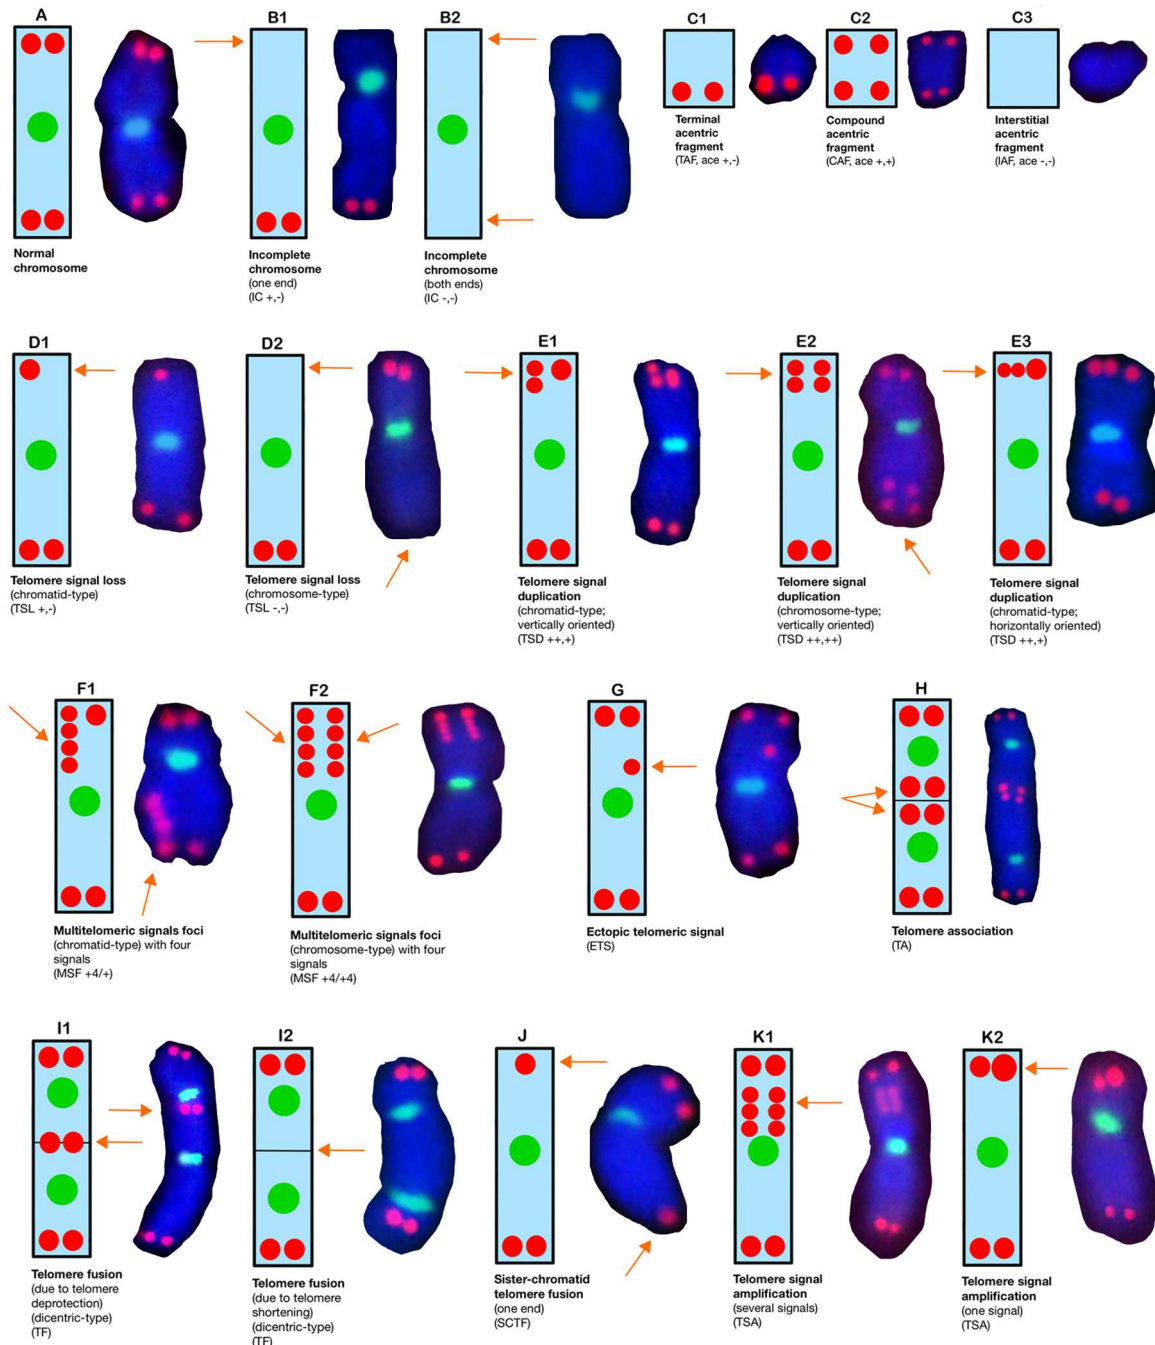 A
B1
B2
C1
C2
C3
Normal
chromosome
Incomplete
chromosome
(one end)
(IC +,-)
Incomplete
chromosome
(both ends)
(IC -,-)
Terminal
acentric
fragment
(TAF, ace +,-)
Compound
acentric
fragment
(CAF, ace +,+)
Interstitial
acentric
fragment
(IAF, ace -,-)
D1
D2
E1
E2
E3
Telomere signal loss
(chromatid-type)
(TSL +,-)
Telomere signal loss
(chromosome-type)
(TSL -,-)
Telomere signal
duplication
(chromatid-type;
vertically oriented)
(TSD ++,+)
Telomere signal
duplication
(chromosome-type;
vertically oriented)
(TSD ++,++)
Telomere signal
duplication
(chromatid-type;
horizontally oriented)
(TSD ++,+)
F1
F2
G
H
Multitelomeric signals foci
(chromatid-type) with four
signals
(MSF +4/+)
Multitelomeric signals foci
(chromosome-type) with four
signals
(MSF +4/+4)
Ectopic telomeric signal
(ETS)
Telomere association
(TA)
I1
I2
J
K1
K2
Telomere fusion
(due to telomere
deprotection)
(dicentric-type)
(TF)
Telomere fusion
(due to telomere
shortening)
(dicentric-type)
(TF)
Sister-chromatid
telomere fusion
(one end)
(SCTF)
Telomere signal
amplification
(several signals)
(TSA)
Telomere signal
amplification
(one signal)
(TSA)